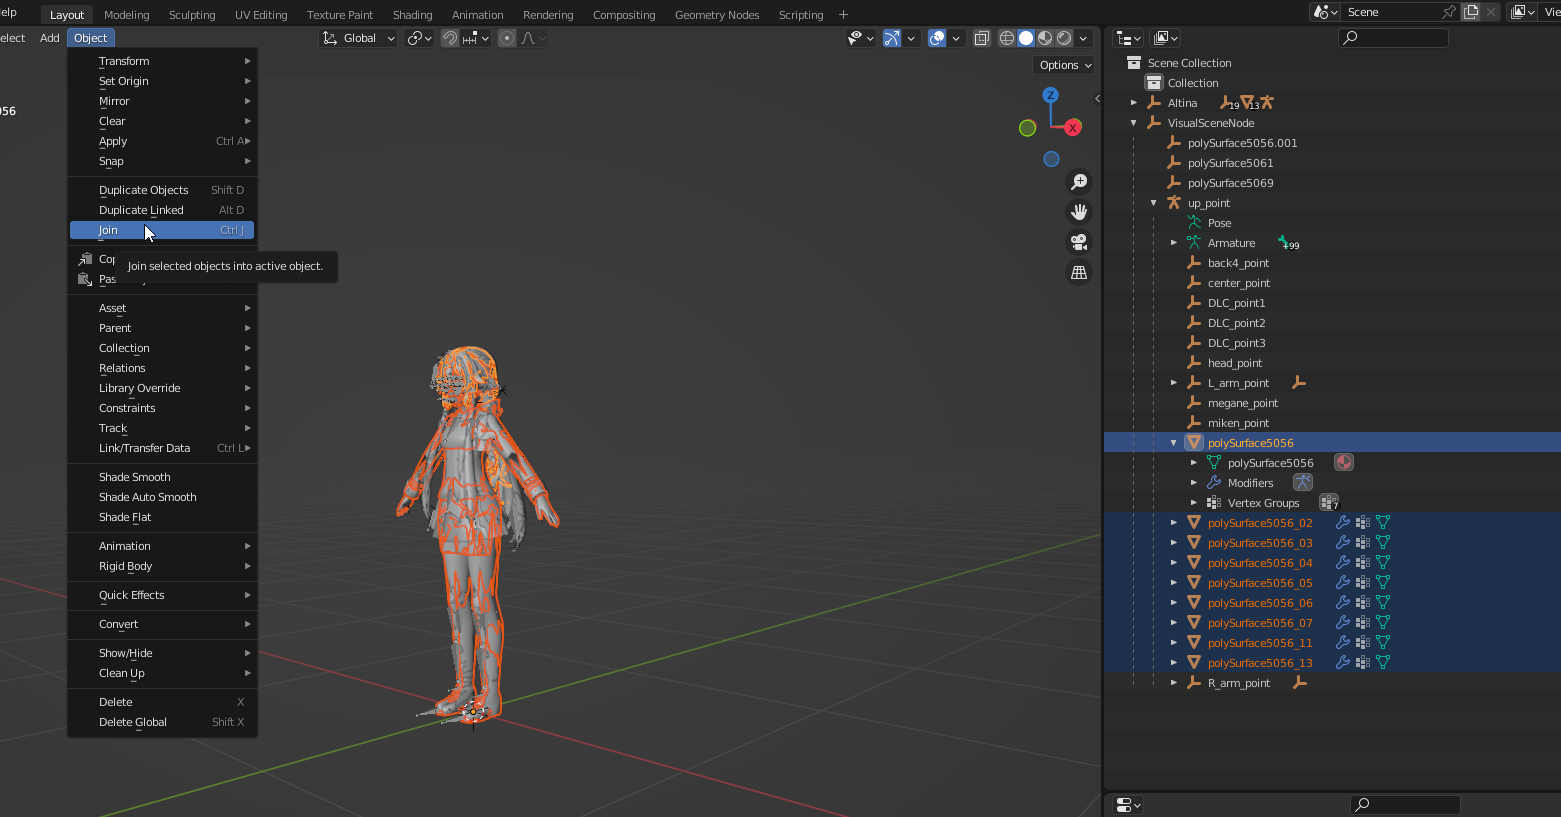 elp Layout Modeling Sculpting UV Editing Texture Paint Shading Animation Rendering Compositing Geometry Nodes Scripting + Scene Vie
elect Add Object Global
Options
056
Transform
Set Origin
Mirror
Clear
Apply Ctrl A
Snap
Duplicate Objects Shift D
Duplicate Linked Alt D
Join Ctrl J
Cop
Join selected objects into active object.
Pas
Asset
Parent
Collection
Relations
Library Override
Constraints
Track
Link/Transfer Data Ctrl L
Shade Smooth
Shade Auto Smooth
Shade Flat
Animation
Rigid Body
Quick Effects
Convert
Show/Hide
Clean Up
Delete X
Delete Global Shift X
Z
X
Scene Collection
Collection
Altina 19 13
VisualSceneNode
polySurface5056.001
polySurface5061
polySurface5069
up_point
Pose
Armature +99
back4_point
center_point
DLC_point1
DLC_point2
DLC_point3
head_point
L_arm_point
megane_point
miken_point
polySurface5056
polySurface5056
Modifiers
Vertex Groups 7
polySurface5056_02
polySurface5056_03
polySurface5056_04
polySurface5056_05
polySurface5056_06
polySurface5056_07
polySurface5056_11
polySurface5056_13
R_arm_point